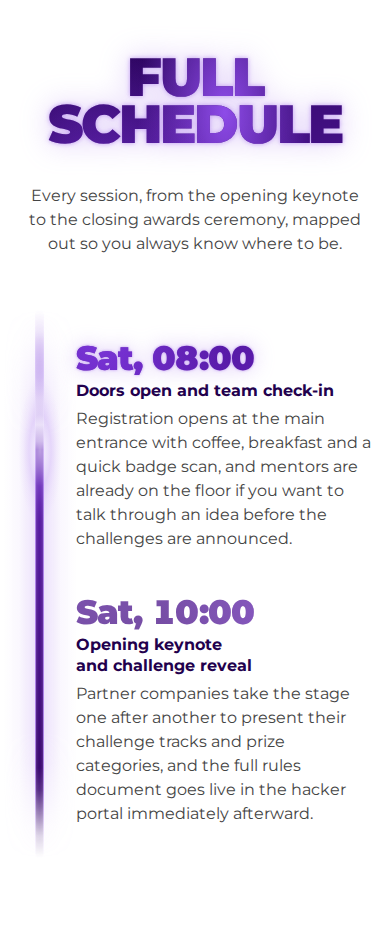 FULL
SCHEDULE
Every session, from the opening keynote
to the closing awards ceremony, mapped
out so you always know where to be.
Sat, 08:00
Doors open and team check-in
Registration opens at the main
entrance with coffee, breakfast and a
quick badge scan, and mentors are
already on the floor if you want to
talk through an idea before the
challenges are announced.
Sat, 10:00
Opening keynote
and challenge reveal
Partner companies take the stage
one after another to present their
challenge tracks and prize
categories, and the full rules
document goes live in the hacker
portal immediately afterward.